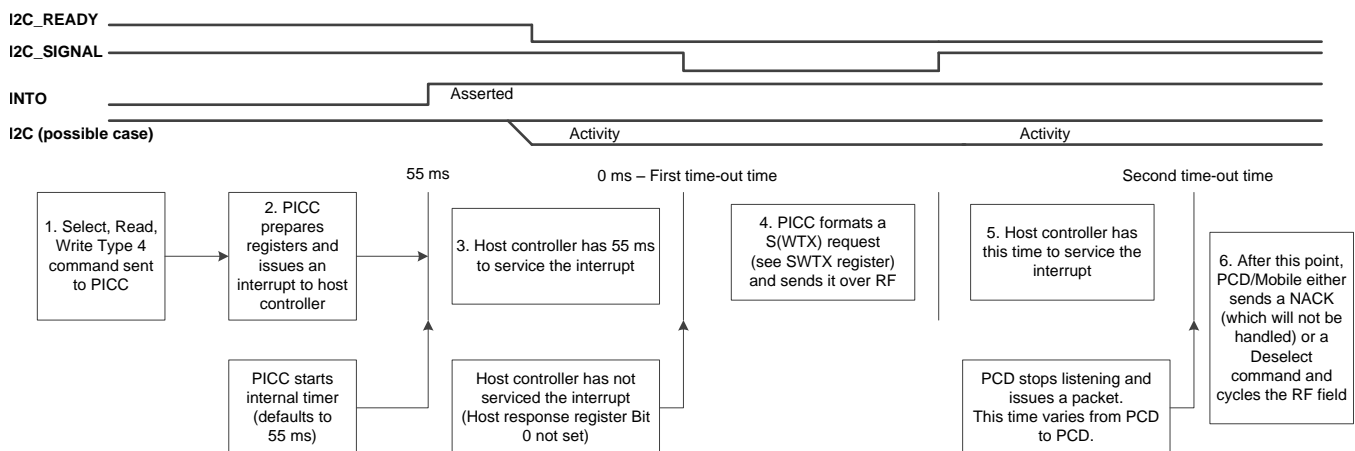 I2C_READY
I2C_SIGNAL
INTO
Asserted
I2C (possible case)
Activity
Activity
55 ms
0 ms – First time-out time
Second time-out time
1. Select, Read,
Write Type 4
command sent
to PICC
2. PICC
prepares
registers and
issues an
interrupt to host
controller
3. Host controller has 55 ms
to service the interrupt
4. PICC formats a
S(WTX) request
(see SWTX register)
and sends it over RF
5. Host controller has
this time to service the
interrupt
6. After this point,
PCD/Mobile either
sends a NACK
(which will not be
handled) or a
Deselect
command and
cycles the RF field
PICC starts
internal timer
(defaults to
55 ms)
Host controller has not
serviced the interrupt
(Host response register Bit
0 not set)
PCD stops listening and
issues a packet.
This time varies from PCD
to PCD.